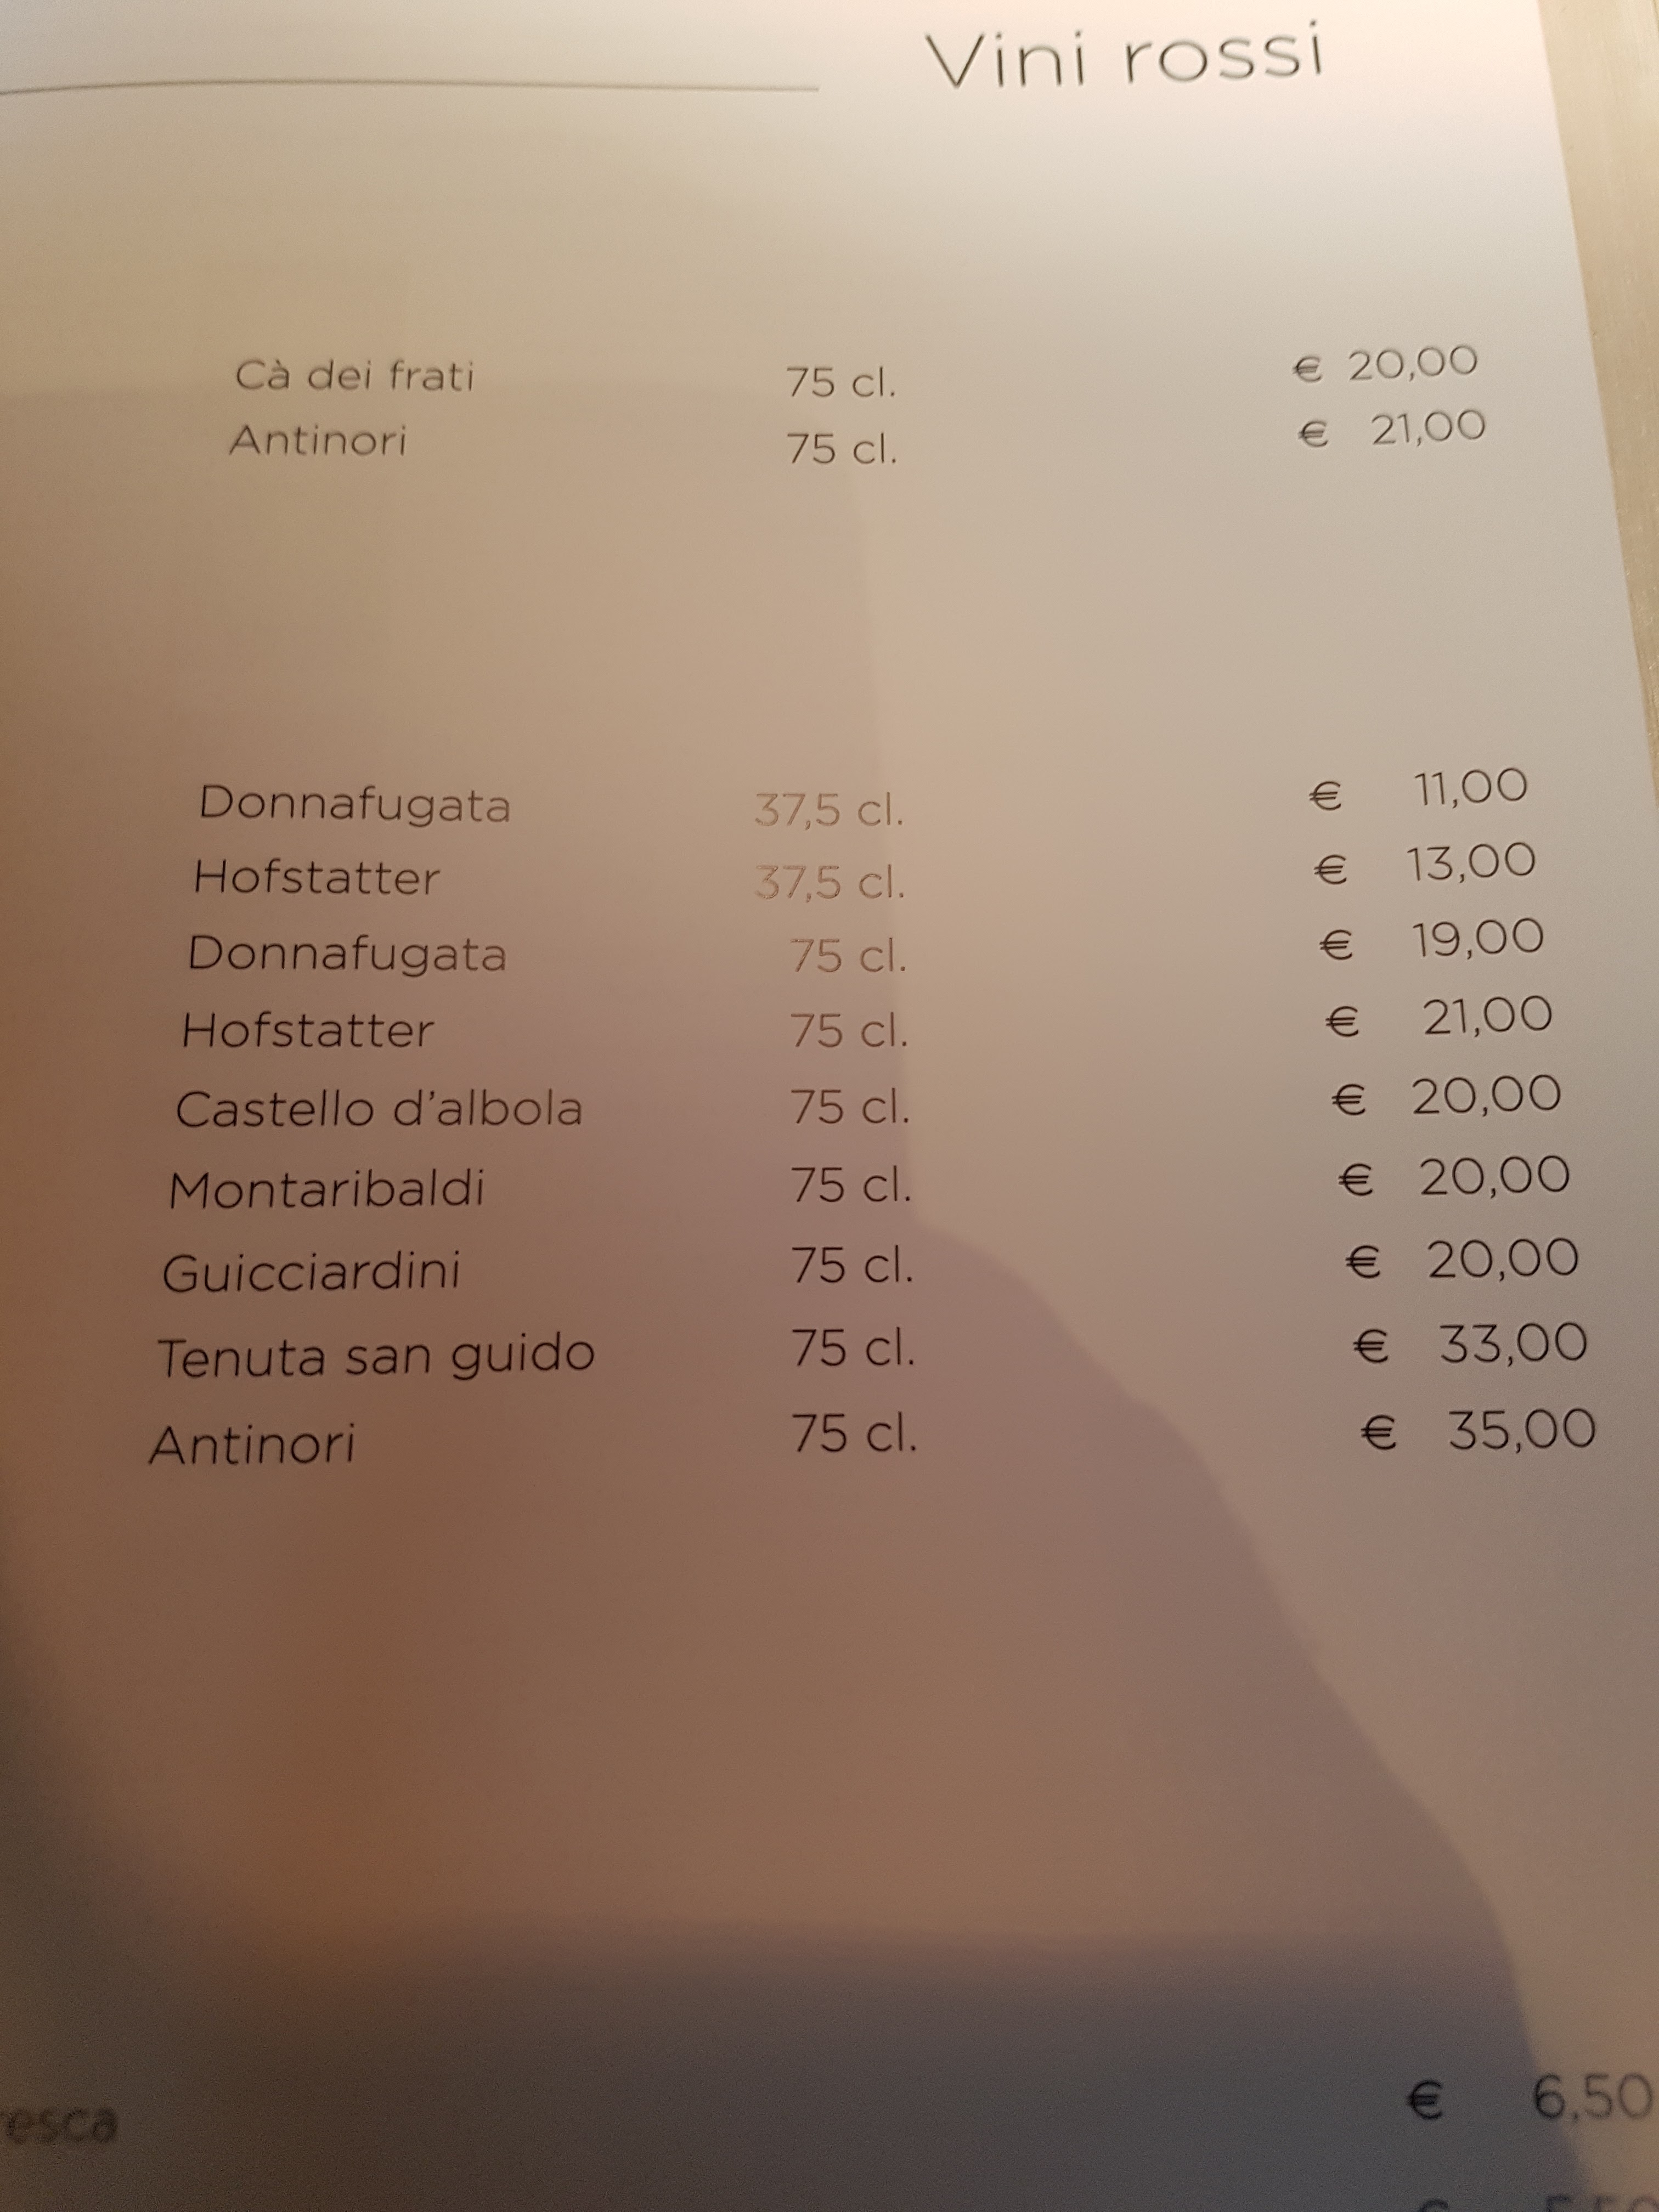 Vini rossi
Cà dei frati 75 cl. € 20,00
Antinori 75 cl. € 21,00
Donnafugata 37,5 cl. € 11,00
Hofstatter 37,5 cl. € 13,00
Donnafugata 75 cl. € 19,00
Hofstatter 75 cl. € 21,00
Castello d'albola 75 cl. € 20,00
Montaribaldi 75 cl. € 20,00
Guicciardini 75 cl. € 20,00
Tenuta san guido 75 cl. € 33,00
Antinori 75 cl. € 35,00
esca € 6,50